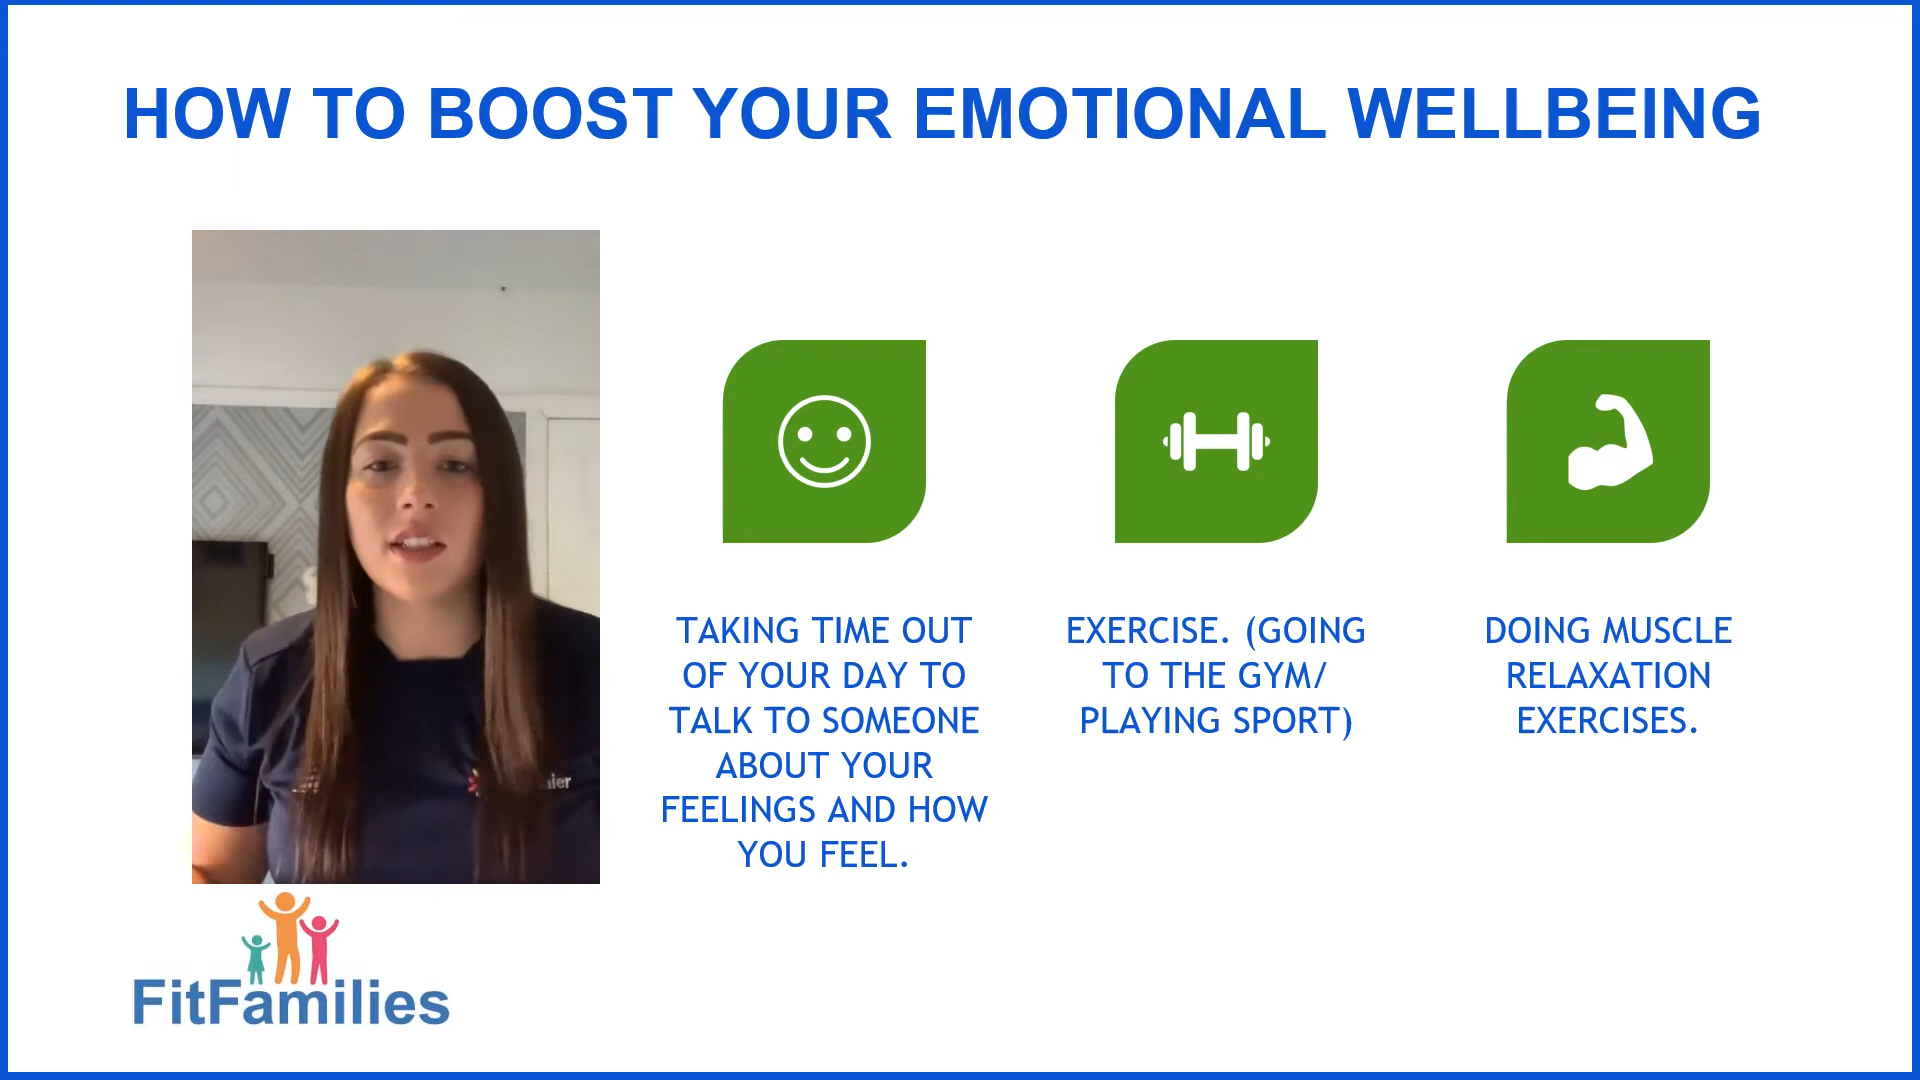 HOW TO BOOST YOUR EMOTIONAL WELLBEING
TAKING TIME OUT
OF YOUR DAY TO
TALK TO SOMEONE
ABOUT YOUR
FEELINGS AND HOW
YOU FEEL.
EXERCISE. (GOING
TO THE GYM/
PLAYING SPORT)
DOING MUSCLE
RELAXATION
EXERCISES.
FitFamilies